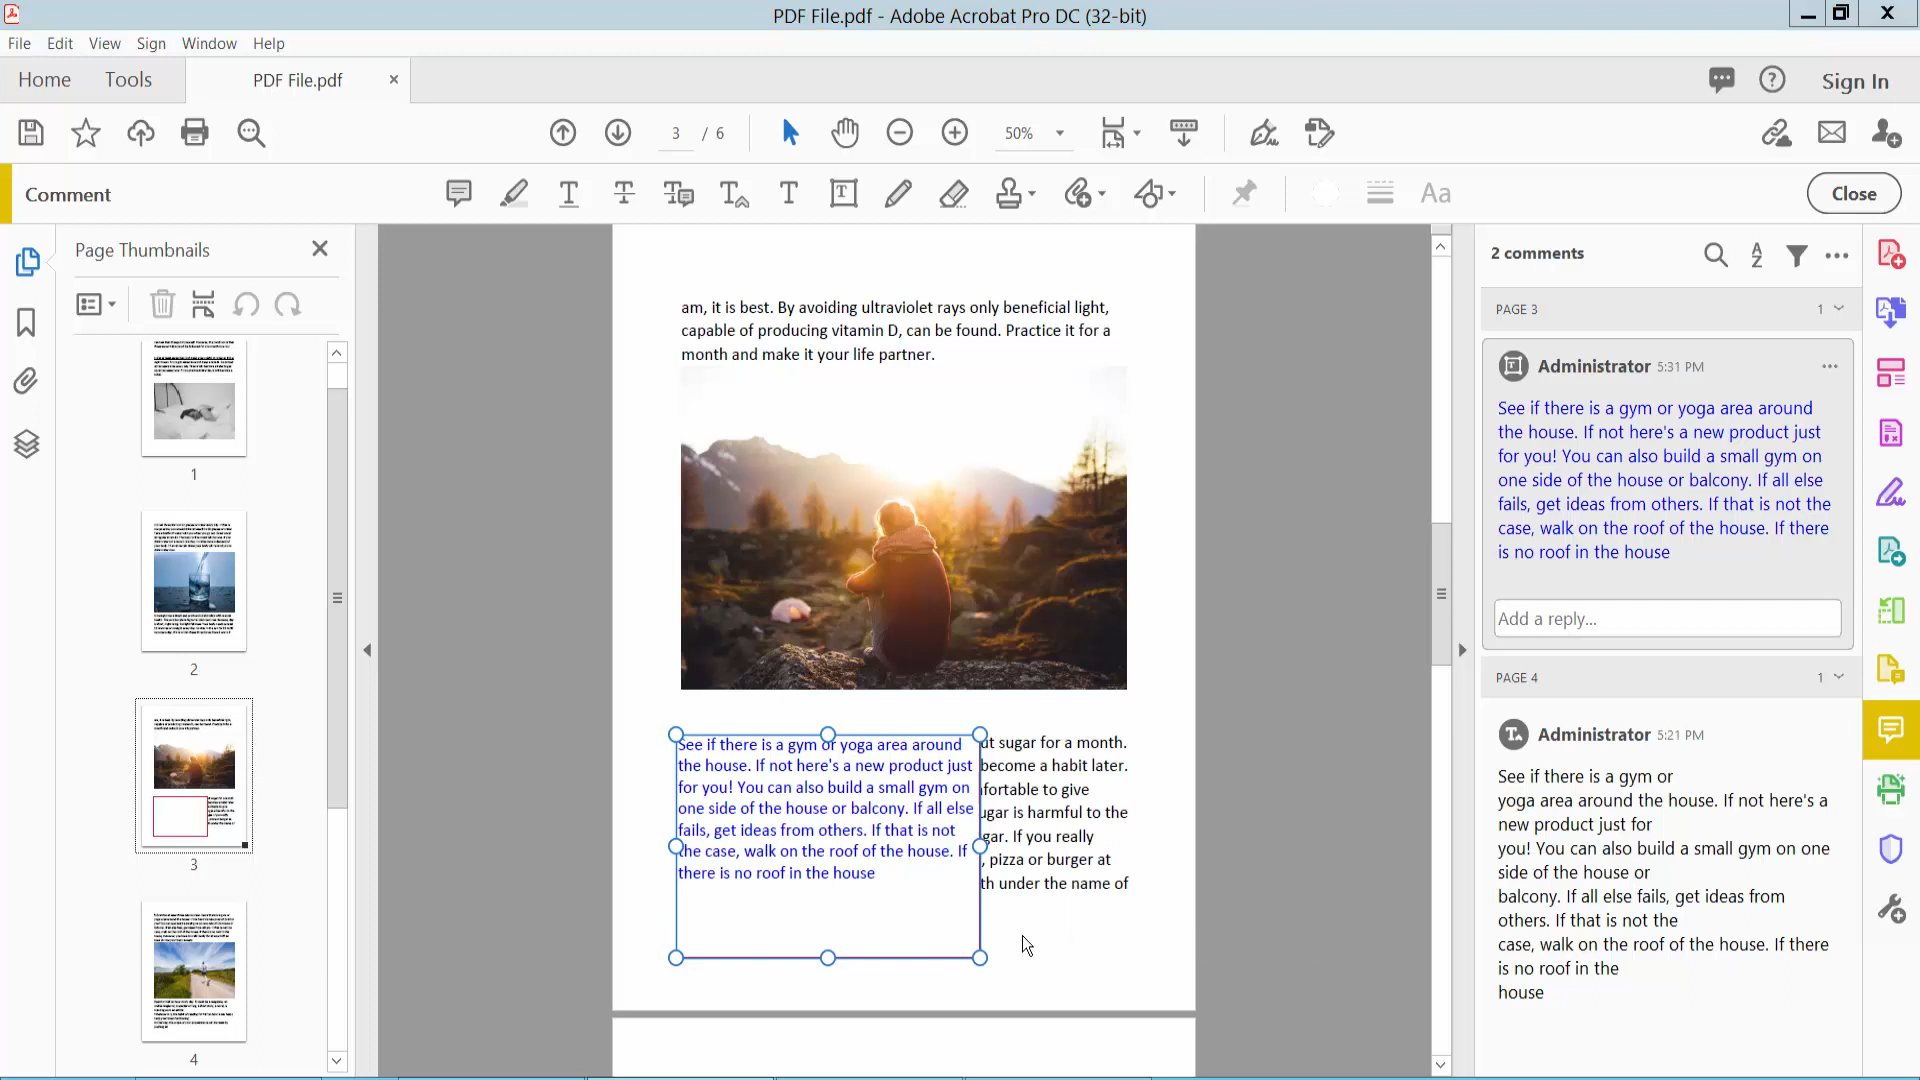 PDF File.pdf - Adobe Acrobat Pro DC (32-bit)
File Edit View Sign Window Help
Home Tools PDF File.pdf Sign In
3 / 6 50%
Comment
Close
Page Thumbnails
1
2
3
4
am, it is best. By avoiding ultraviolet rays only beneficial light,
capable of producing vitamin D, can be found. Practice it for a
month and make it your life partner.
See if there is a gym or yoga area around
the house. If not here's a new product just
for you! You can also build a small gym on
one side of the house or balcony. If all else
fails, get ideas from others. If that is not
the case, walk on the roof of the house. If
there is no roof in the house
ut sugar for a month.
become a habit later.
fortable to give
ugar is harmful to the
gar. If you really
, pizza or burger at
th under the name of
2 comments
PAGE 3 1
Administrator 5:31 PM
See if there is a gym or yoga area around
the house. If not here's a new product just
for you! You can also build a small gym on
one side of the house or balcony. If all else
fails, get ideas from others. If that is not the
case, walk on the roof of the house. If there
is no roof in the house
Add a reply...
PAGE 4 1
Administrator 5:21 PM
See if there is a gym or
yoga area around the house. If not here's a
new product just for
you! You can also build a small gym on one
side of the house or
balcony. If all else fails, get ideas from
others. If that is not the
case, walk on the roof of the house. If there
is no roof in the
house